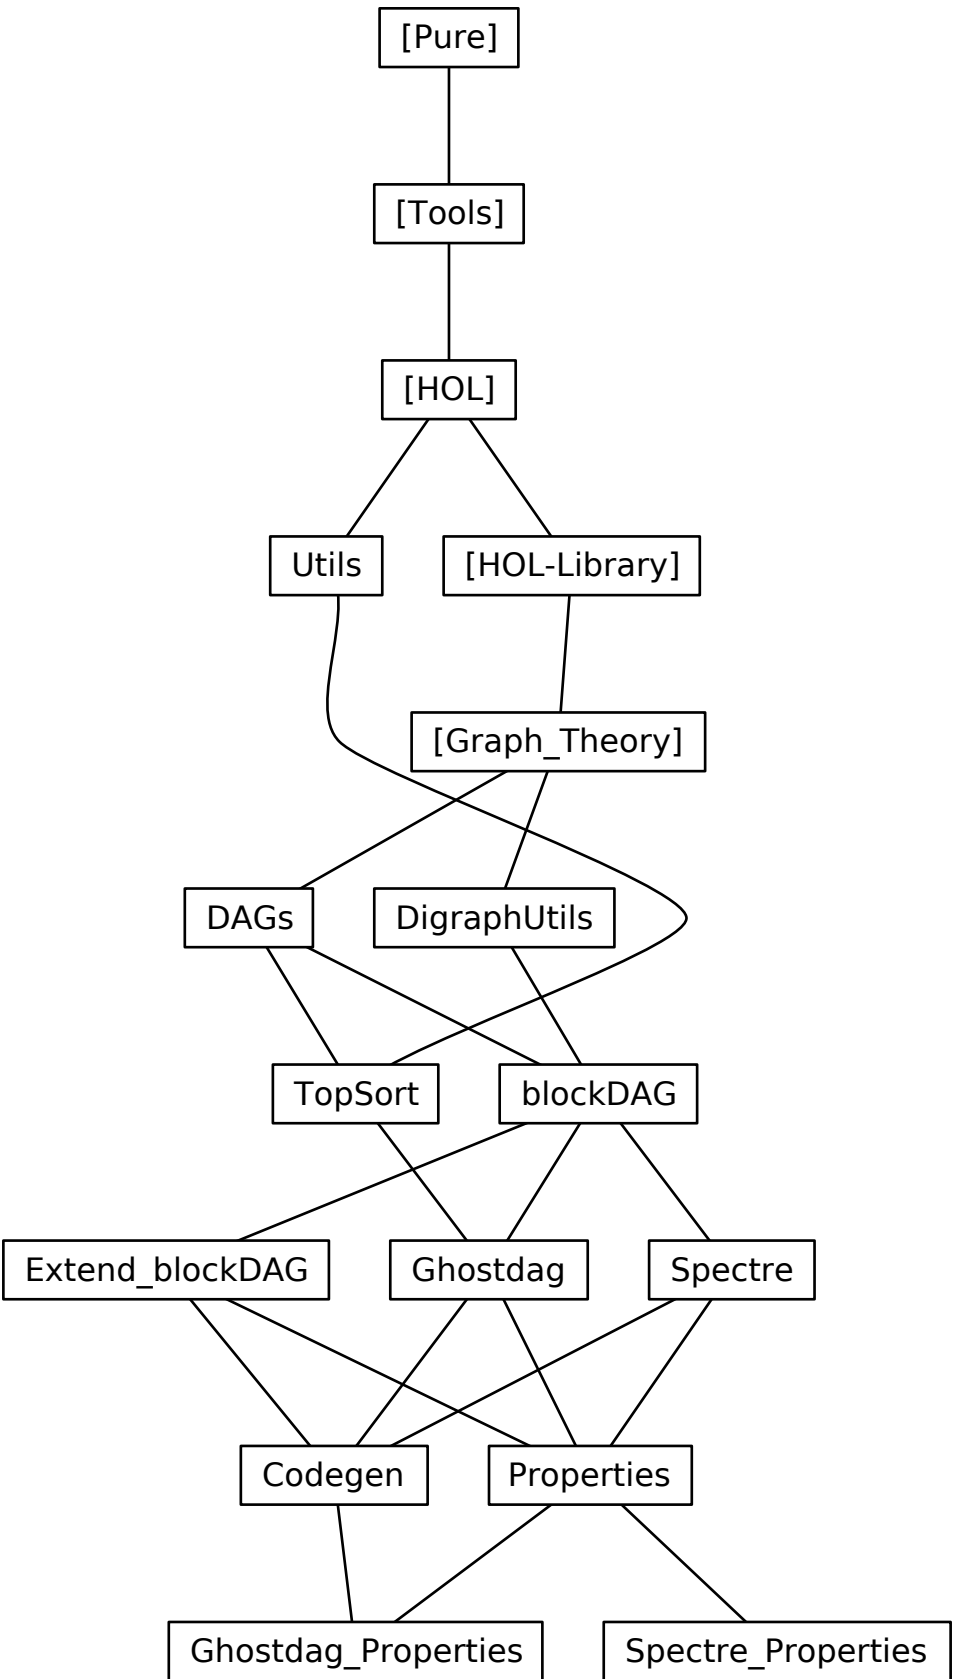 [Pure]
[Tools]
[HOL]
Utils
[HOL-Library]
[Graph_Theory]
DAGs
DigraphUtils
TopSort
blockDAG
Extend_blockDAG
Ghostdag
Spectre
Codegen
Properties
Ghostdag_Properties
Spectre_Properties